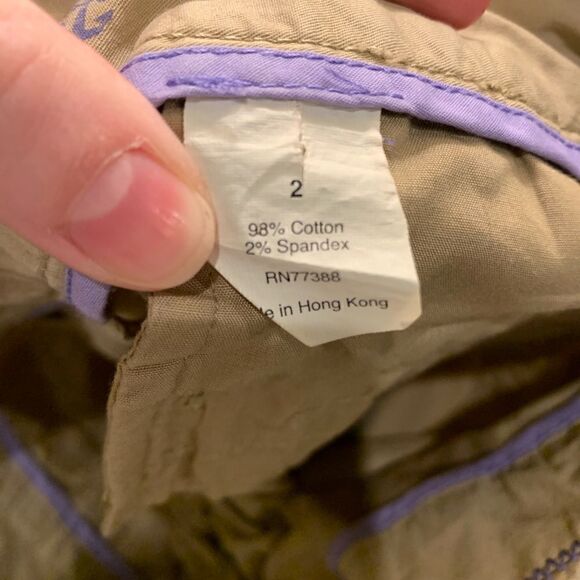 G
2
98% Cotton
2% Spandex
RN77388
in Hong Kong